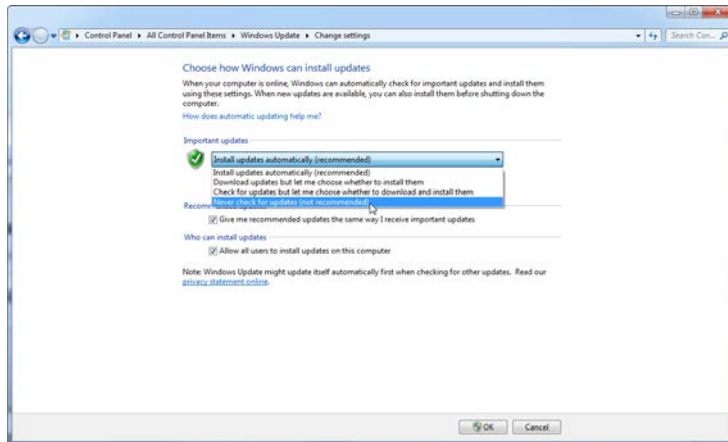 Control Panel ▸ All Control Panel Items ▸ Windows Update ▸ Change settings
Search Con...
Choose how Windows can install updates
When your computer is online, Windows can automatically check for important updates and install them
using these settings. When new updates are available, you can also install them before shutting down the
computer.
How does automatic updating help me?
Important updates
Install updates automatically (recommended)
Install updates automatically (recommended)
Download updates but let me choose whether to install them
Check for updates but let me choose whether to download and install them
Never check for updates (not recommended)
Recom
Give me recommended updates the same way I receive important updates
Who can install updates
Allow all users to install updates on this computer
Note: Windows Update might update itself automatically first when checking for other updates. Read our
privacy statement online.
OK
Cancel